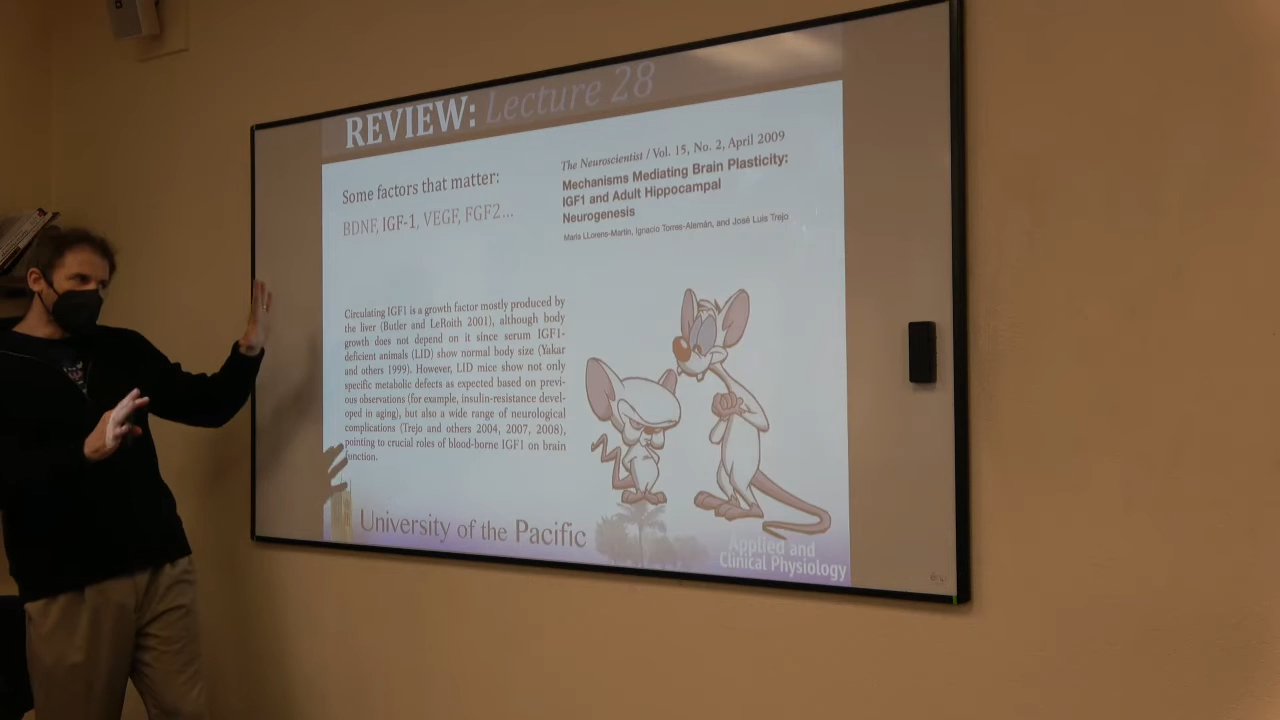 REVIEW: Lecture 28
Some factors that matter:
BDNF, IGF-1, VEGF, FGF2...
The Neuroscientist / Vol. 15, No. 2, April 2009
Mechanisms Mediating Brain Plasticity:
IGF1 and Adult Hippocampal
Neurogenesis
María LLorens-Martín, Ignacio Torres-Alemán, and José Luis Trejo
Circulating IGF1 is a growth factor mostly produced by
the liver (Butler and LeRoith 2001), although body
growth does not depend on it since serum IGF1-
deficient animals (LID) show normal body size (Yakar
and others 1999). However, LID mice show not only
specific metabolic defects as expected based on previ-
ous observations (for example, insulin-resistance devel-
oped in aging), but also a wide range of neurological
complications (Trejo and others 2004, 2007, 2008),
pointing to crucial roles of blood-borne IGF1 on brain
function.
University of the Pacific
Applied and
Clinical Physiology